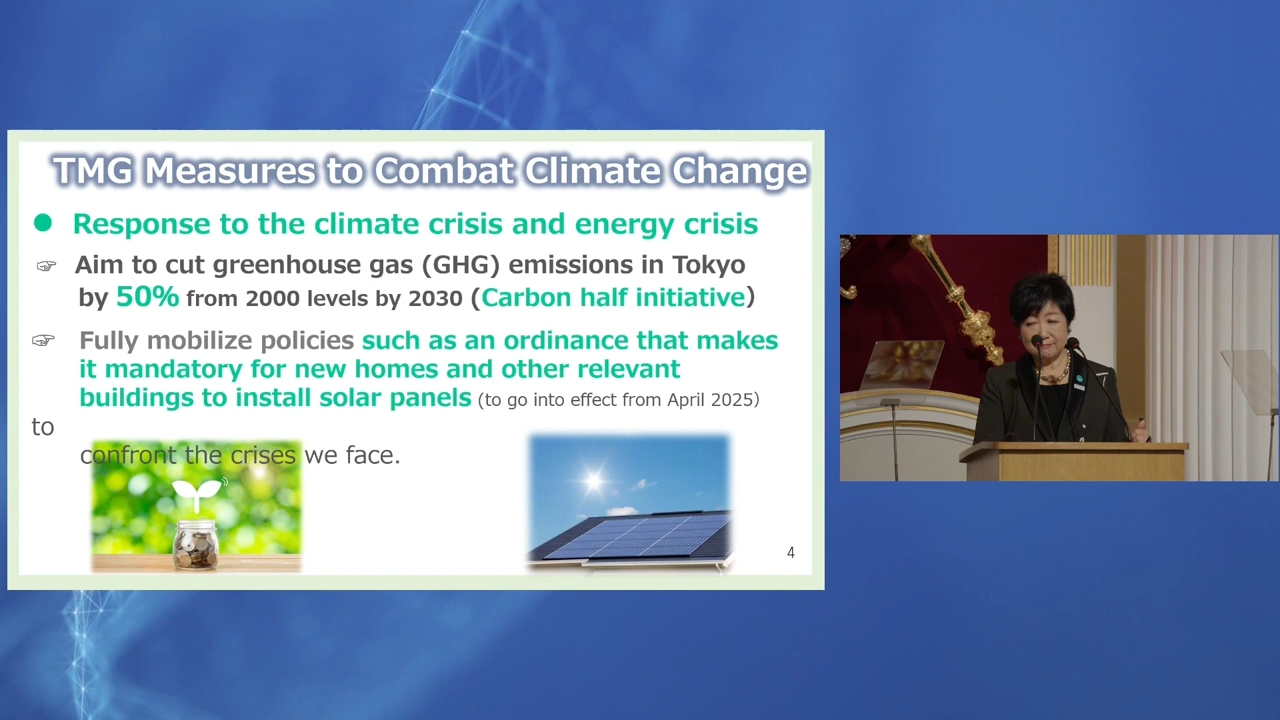 TMG Measures to Combat Climate Change
● Response to the climate crisis and energy crisis
☞ Aim to cut greenhouse gas (GHG) emissions in Tokyo
by 50% from 2000 levels by 2030 (Carbon half initiative)
☞ Fully mobilize policies such as an ordinance that makes
it mandatory for new homes and other relevant
buildings to install solar panels (to go into effect from April 2025)
to
confront the crises we face.
4